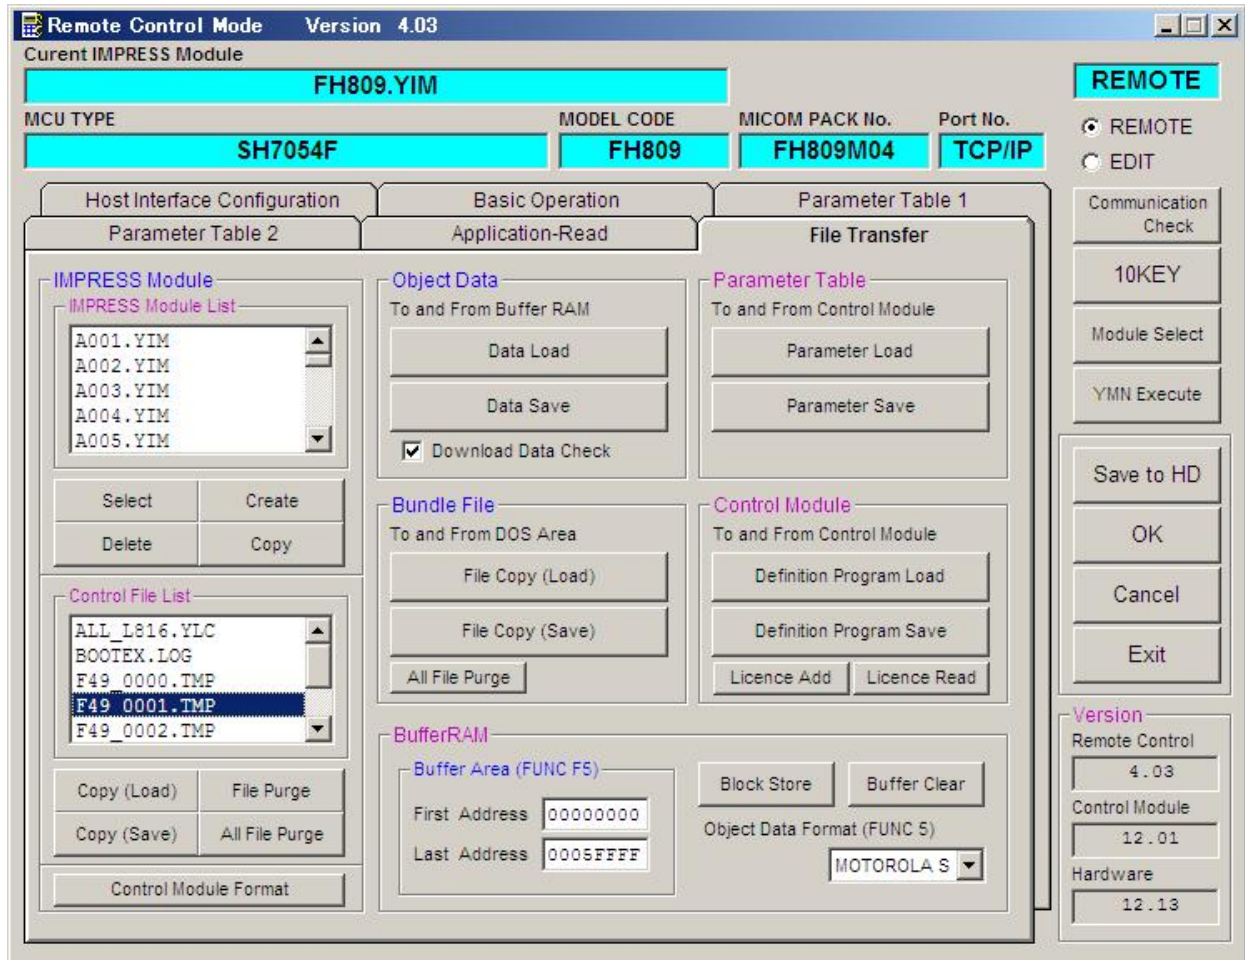 Remote Control Mode Version 4.03
Curent IMPRESS Module
FH809.YIM
REMOTE
MCU TYPE
MODEL CODE
MICOM PACK No.
Port No.
SH7054F
FH809
FH809M04
TCP/IP
REMOTE
EDIT
Host Interface Configuration
Basic Operation
Parameter Table 1
Parameter Table 2
Application-Read
File Transfer
IMPRESS Module
IMPRESS Module List
A001.YIM
A002.YIM
A003.YIM
A004.YIM
A005.YIM
Select
Create
Delete
Copy
Control File List
ALL_L816.YLC
BOOTEX.LOG
F49_0000.TMP
F49_0001.TMP
F49_0002.TMP
Copy (Load)
File Purge
Copy (Save)
All File Purge
Control Module Format
Object Data
To and From Buffer RAM
Data Load
Data Save
Download Data Check
Parameter Table
To and From Control Module
Parameter Load
Parameter Save
Bundle File
To and From DOS Area
File Copy (Load)
File Copy (Save)
All File Purge
Control Module
To and From Control Module
Definition Program Load
Definition Program Save
Licence Add
Licence Read
BufferRAM
Buffer Area (FUNC F5)
First Address 00000000
Last Address 0005FFFF
Block Store
Buffer Clear
Object Data Format (FUNC 5)
MOTOROLA S
Communication
Check
10KEY
Module Select
YMN Execute
Save to HD
OK
Cancel
Exit
Version
Remote Control
4.03
Control Module
12.01
Hardware
12.13